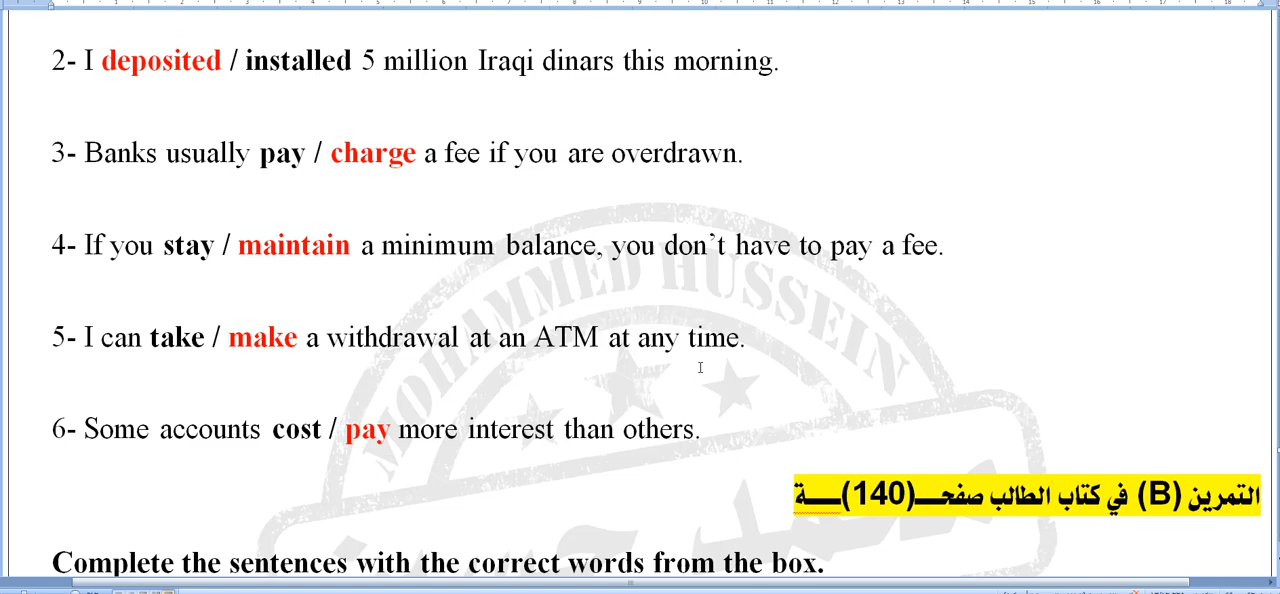 2- I deposited / installed 5 million Iraqi dinars this morning.
3- Banks usually pay / charge a fee if you are overdrawn.
4- If you stay / maintain a minimum balance, you don’t have to pay a fee.
MOHAMMED HUSSEIN
5- I can take / make a withdrawal at an ATM at any time.
6- Some accounts cost / pay more interest than others.
التمرين (B) في كتاب الطالب صفحـــ(140)ـــة
Complete the sentences with the correct words from the box.